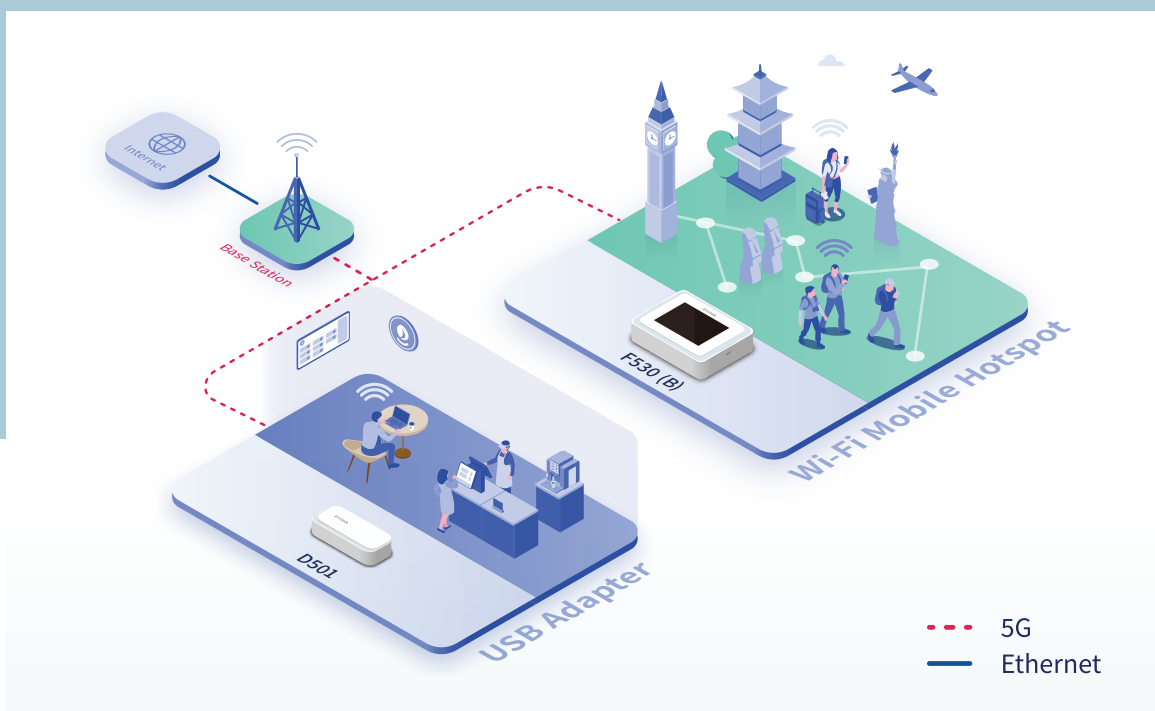 Internet
Base Station
F530 (B)
Wi-Fi Mobile Hotspot
D501
USB Adapter
5G
Ethernet